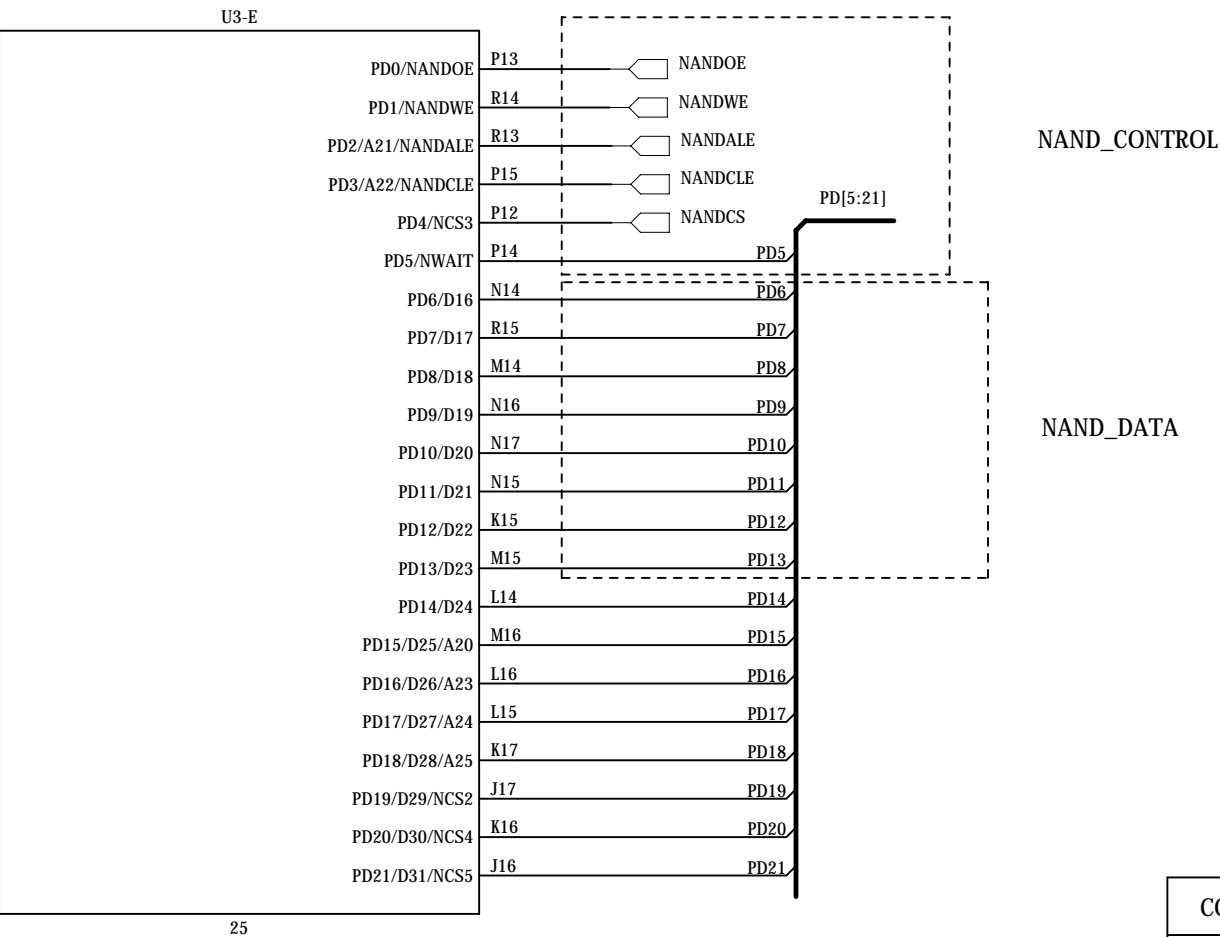 U3-E
PD0/NANDOE P13 NANDOE
PD1/NANDWE R14 NANDWE
PD2/A21/NANDALE R13 NANDALE
NAND_CONTROL
PD3/A22/NANDCLE P15 NANDCLE
PD[5:21]
PD4/NCS3 P12 NANDCS
PD5/NWAIT P14 PD5
PD6/D16 N14 PD6
PD7/D17 R15 PD7
PD8/D18 M14 PD8
PD9/D19 N16 PD9
NAND_DATA
PD10/D20 N17 PD10
PD11/D21 N15 PD11
PD12/D22 K15 PD12
PD13/D23 M15 PD13
PD14/D24 L14 PD14
PD15/D25/A20 M16 PD15
PD16/D26/A23 L16 PD16
PD17/D27/A24 L15 PD17
PD18/D28/A25 K17 PD18
PD19/D29/NCS2 J17 PD19
PD20/D30/NCS4 K16 PD20
PD21/D31/NCS5 J16 PD21
25